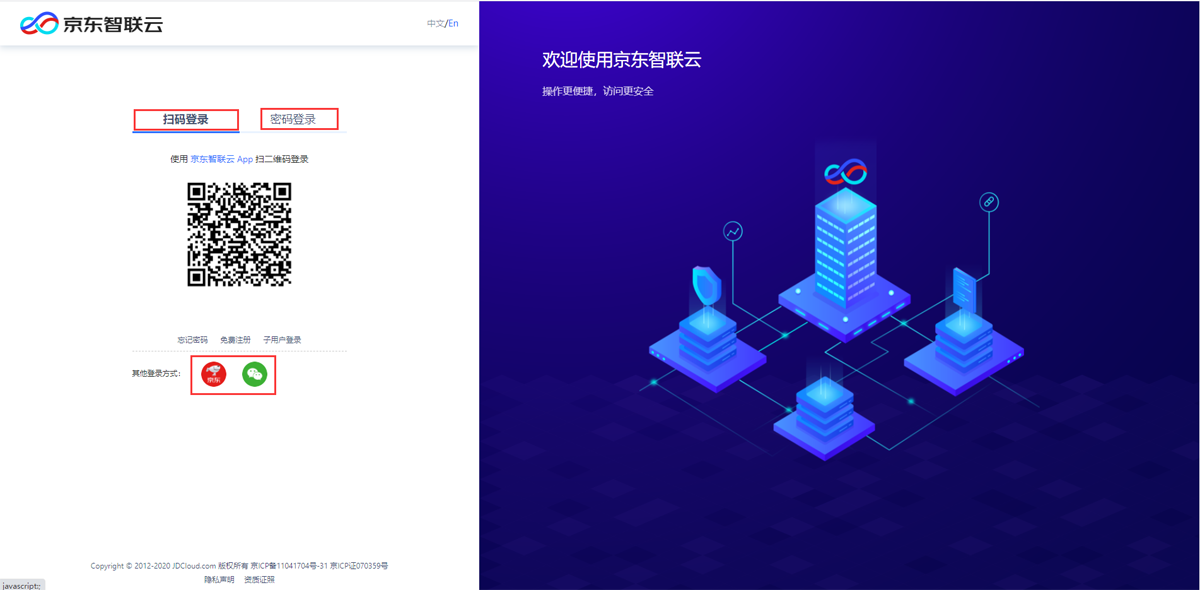 京东智联云
中文/En
扫码登录 密码登录
使用 京东智联云 App 扫二维码登录
忘记密码 免费注册 子用户登录
其他登录方式：
京东
Copyright © 2012-2020 JDCloud.com 版权所有 京ICP备11041704号-31 京ICP证070359号
隐私声明 资质证照
javascript:;
欢迎使用京东智联云
操作更便捷，访问更安全